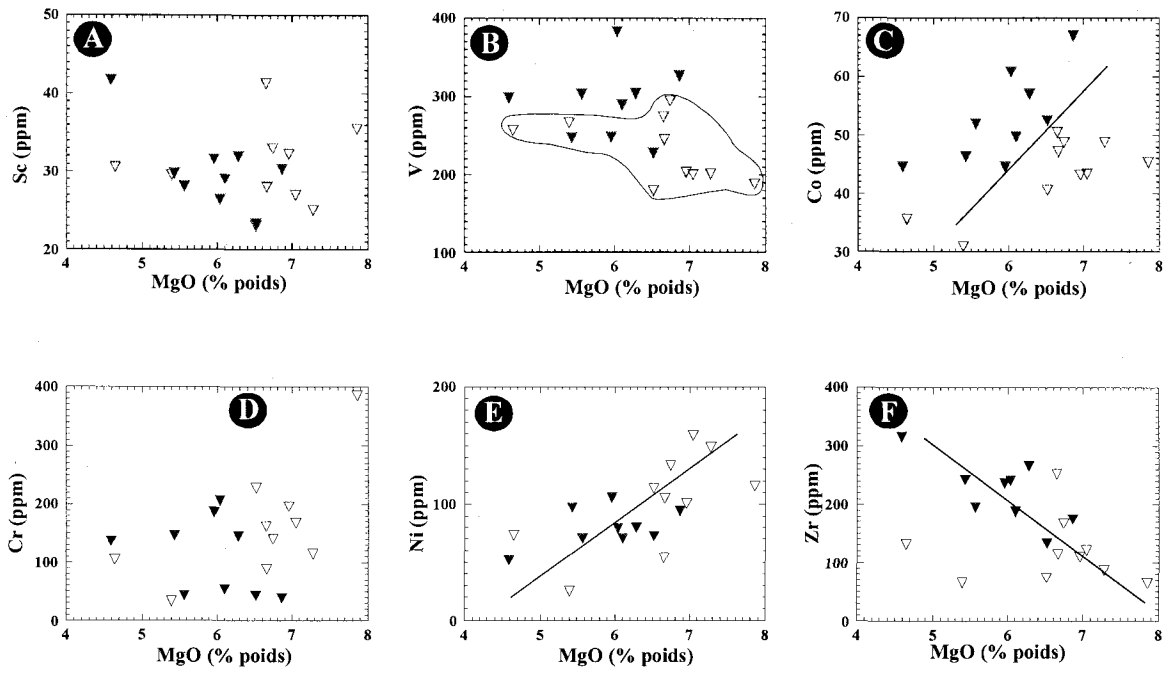 A
Sc (ppm)
50
40
30
20
4 5 6 7 8
MgO (% poids)
B
V (ppm)
400
300
200
100
4 5 6 7 8
MgO (% poids)
C
Co (ppm)
70
60
50
40
30
4 5 6 7 8
MgO (% poids)
D
Cr (ppm)
400
300
200
100
0
4 5 6 7 8
MgO (% poids)
E
Ni (ppm)
200
100
0
4 5 6 7 8
MgO (% poids)
F
Zr (ppm)
400
300
200
100
0
4 5 6 7 8
MgO (% poids)